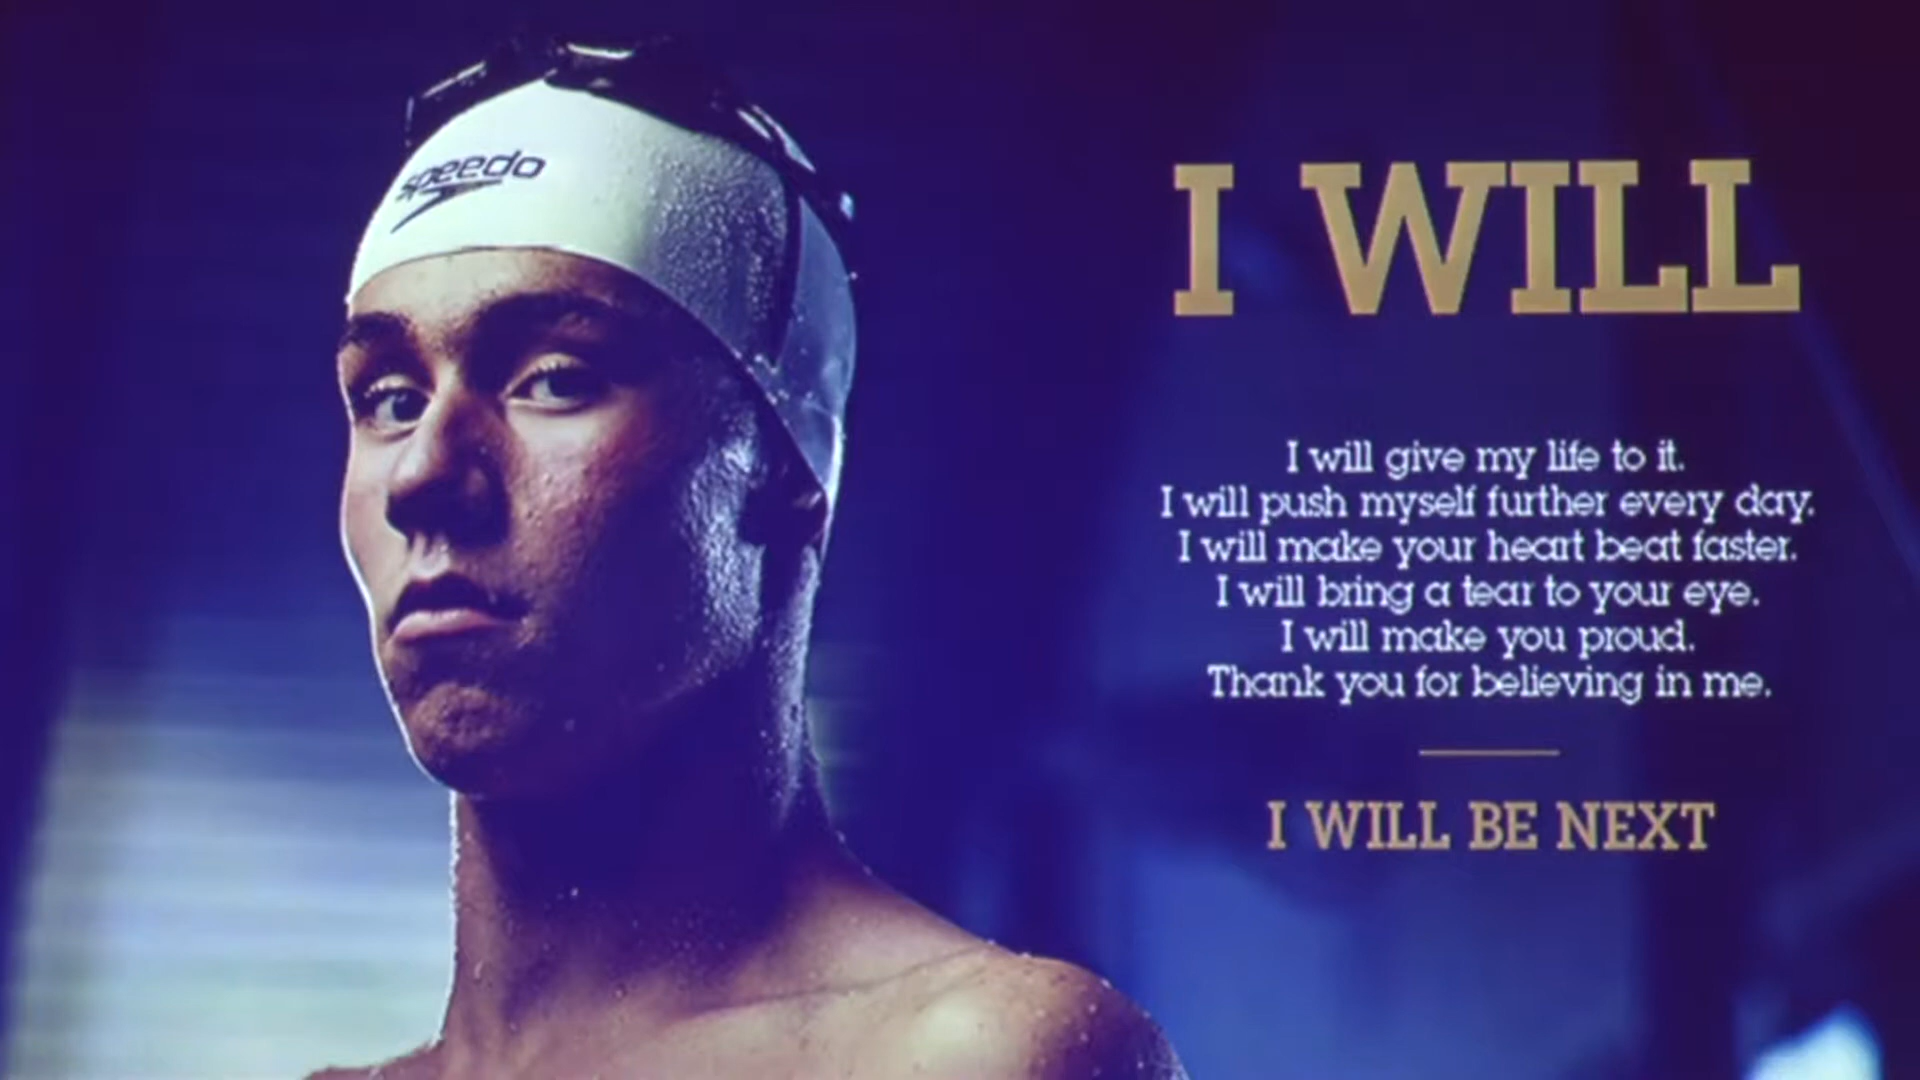 speedo
I WILL
I will give my life to it.
I will push myself further every day.
I will make your heart beat faster.
I will bring a tear to your eye.
I will make you proud.
Thank you for believing in me.
I WILL BE NEXT